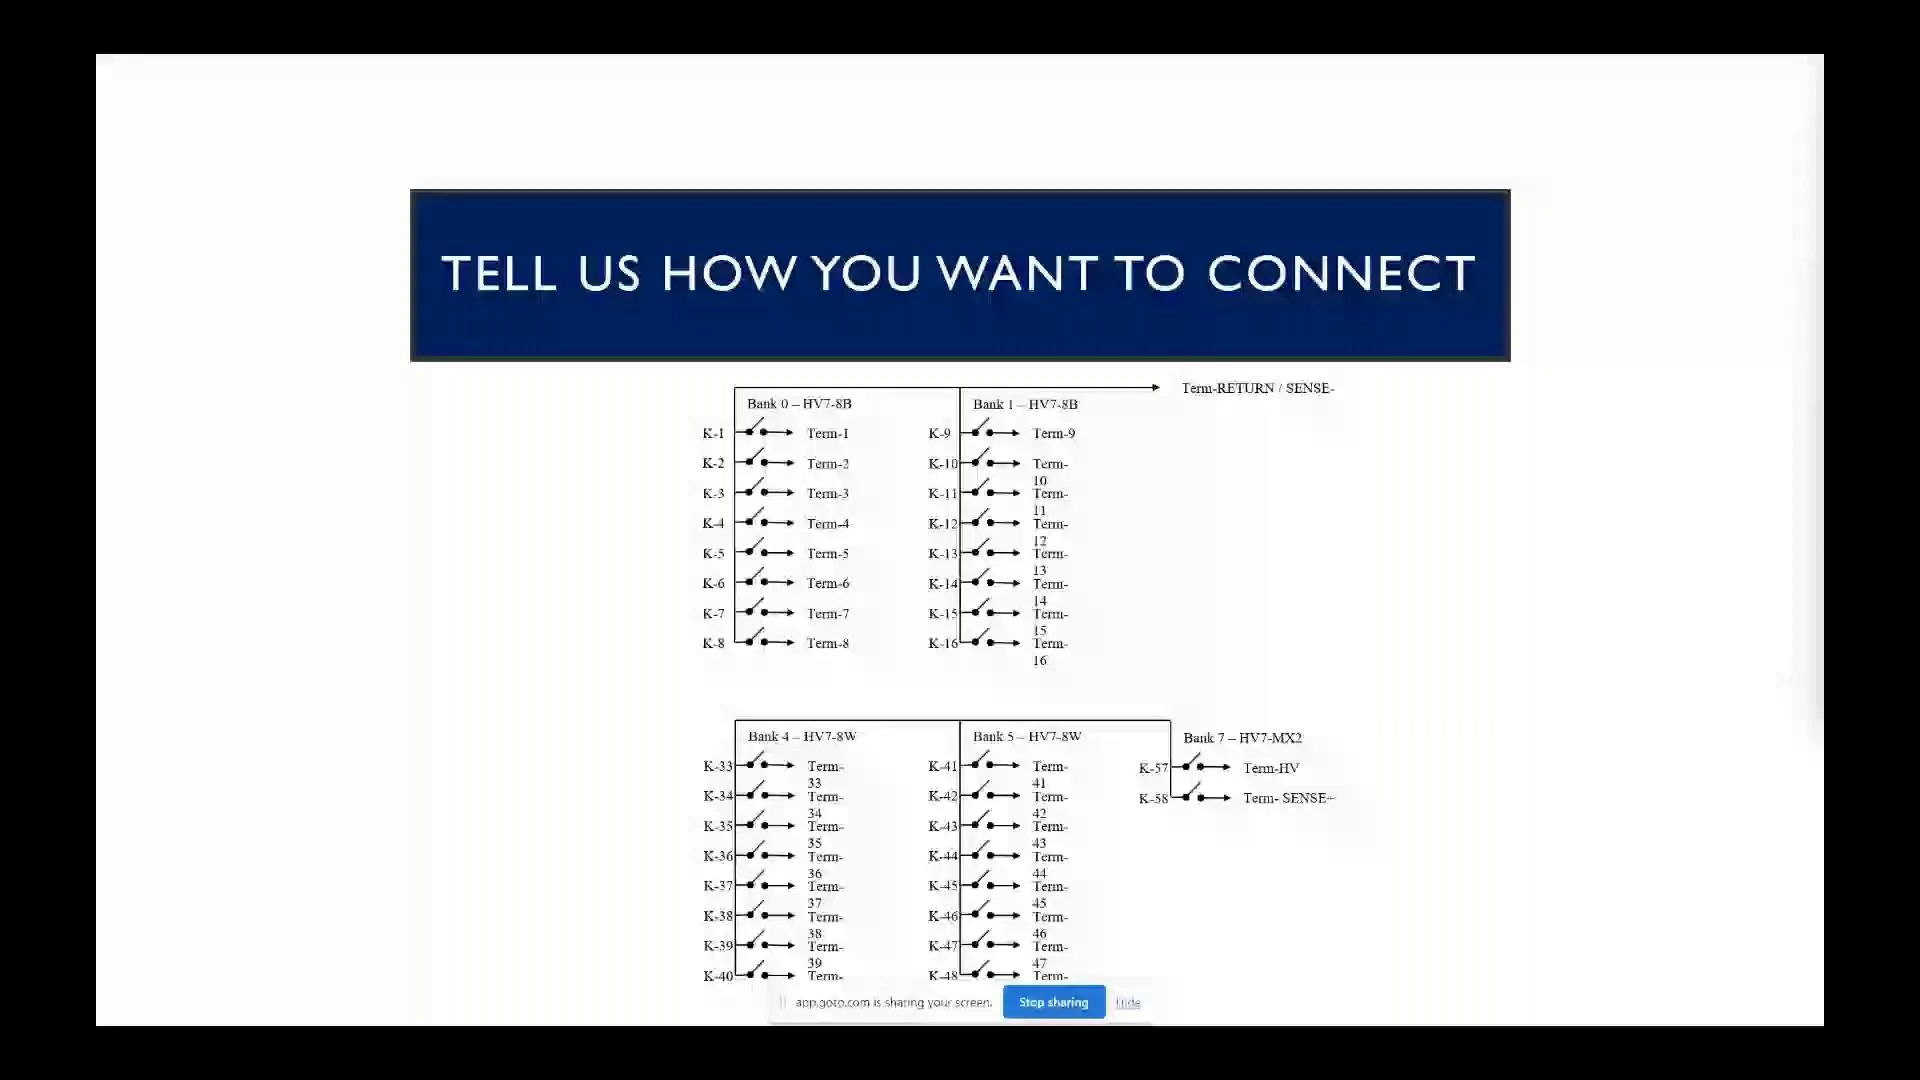 TELL US HOW YOU WANT TO CONNECT
Term-RETURN / SENSE-
Bank 0 – HV7-8B
K-1 Term-1
K-2 Term-2
K-3 Term-3
K-4 Term-4
K-5 Term-5
K-6 Term-6
K-7 Term-7
K-8 Term-8
Bank 1 – HV7-8B
K-9 Term-9
K-10 Term-
10
K-11 Term-
11
K-12 Term-
12
K-13 Term-
13
K-14 Term-
14
K-15 Term-
15
K-16 Term-
16
Bank 4 – HV7-8W
K-33 Term-
33
K-34 Term-
34
K-35 Term-
35
K-36 Term-
36
K-37 Term-
37
K-38 Term-
38
K-39 Term-
39
K-40 Term-
Bank 5 – HV7-8W
K-41 Term-
41
K-42 Term-
42
K-43 Term-
43
K-44 Term-
44
K-45 Term-
45
K-46 Term-
46
K-47 Term-
47
K-48 Term-
Bank 7 – HV7-MX2
K-57 Term-HV
K-58 Term- SENSE+
app.goto.com is sharing your screen. Stop sharing Hide